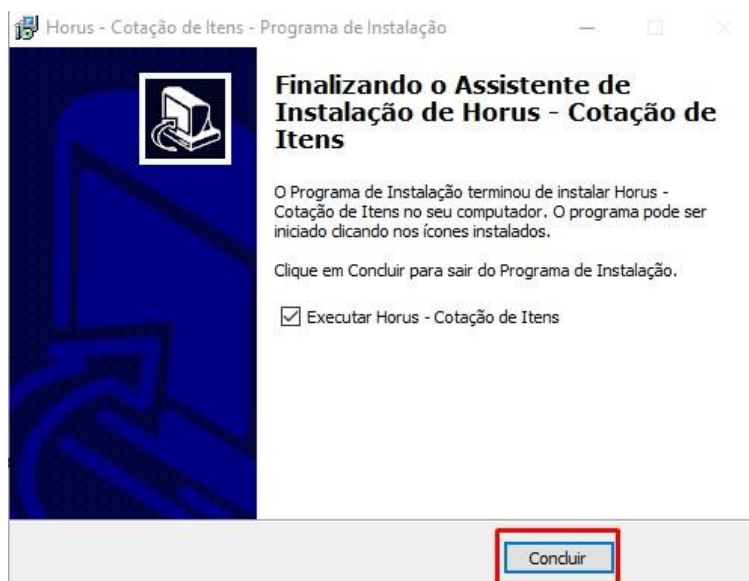 Horus - Cotação de Itens - Programa de Instalação
Finalizando o Assistente de
Instalação de Horus - Cotação de
Itens
O Programa de Instalação terminou de instalar Horus -
Cotação de Itens no seu computador. O programa pode ser
iniciado clicando nos ícones instalados.
Clique em Concluir para sair do Programa de Instalação.
Executar Horus - Cotação de Itens
Concluir